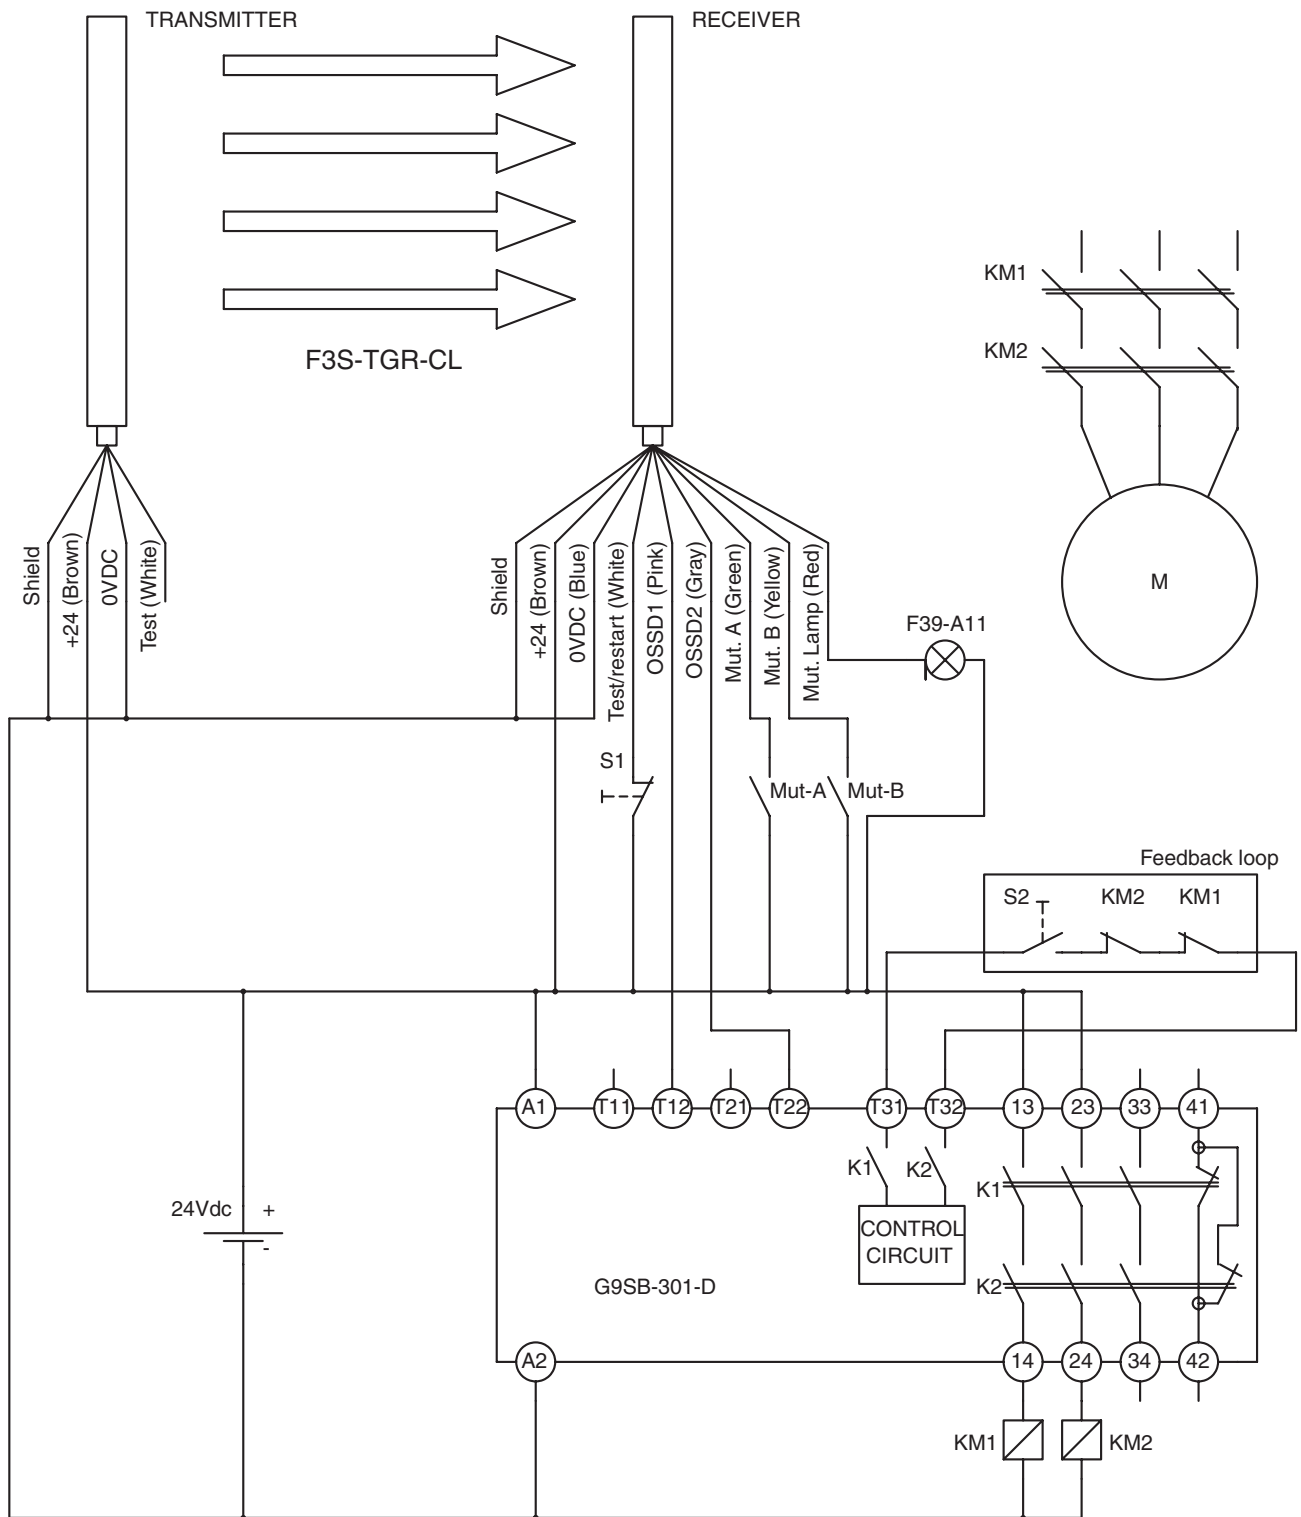 TRANSMITTER
RECEIVER
F3S-TGR-CL
KM1
KM2
M
Shield
+24 (Brown)
0VDC
Test (White)
Shield
+24 (Brown)
0VDC (Blue)
Test/restart (White)
OSSD1 (Pink)
OSSD2 (Gray)
Mut. A (Green)
Mut. B (Yellow)
Mut. Lamp (Red)
F39-A11
S1
Mut-A
Mut-B
Feedback loop
S2
KM2
KM1
A1
T11
T12
T21
T22
T31
T32
13
23
33
41
K1
K2
K1
CONTROL
CIRCUIT
24Vdc
+
-
G9SB-301-D
K2
A2
14
24
34
42
KM1
KM2